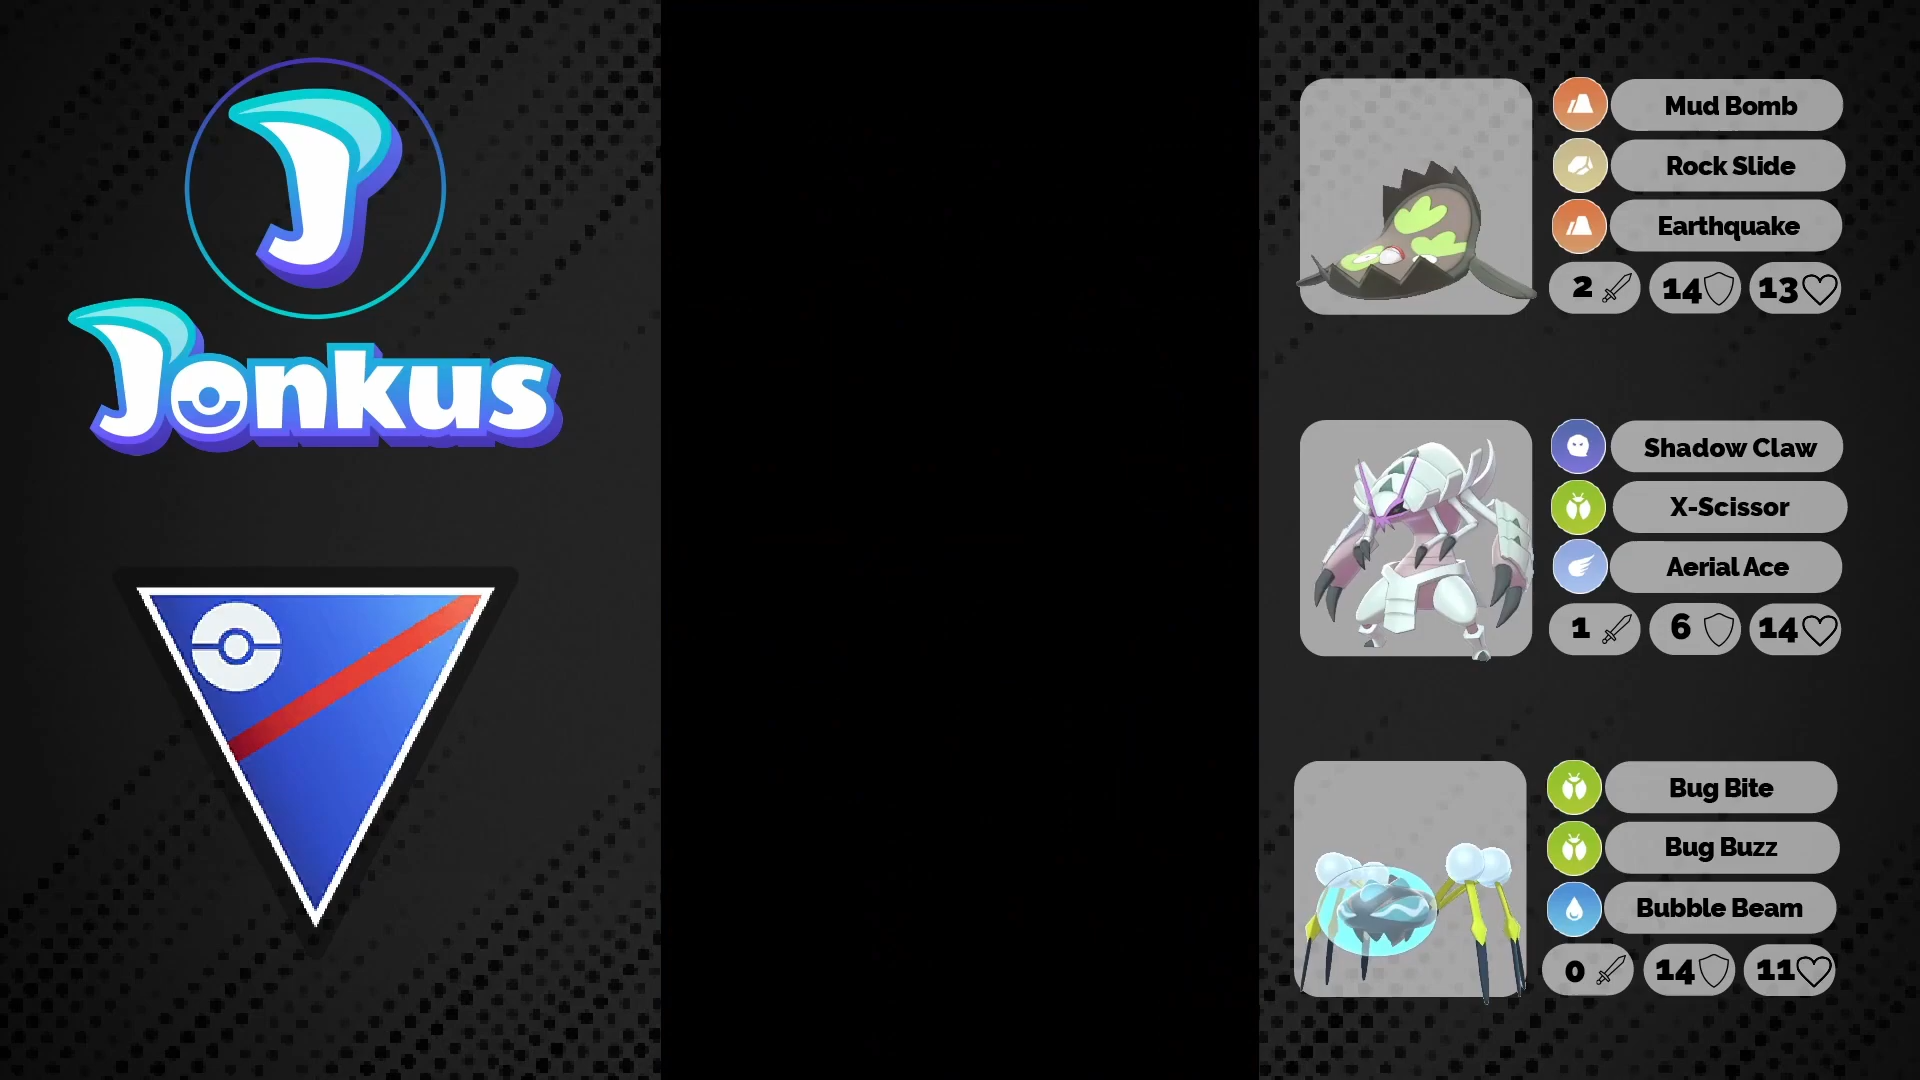 J
Jonkus
Mud Bomb
Rock Slide
Earthquake
2 14 13
Shadow Claw
X-Scissor
Aerial Ace
1 6 14
Bug Bite
Bug Buzz
Bubble Beam
0 14 11